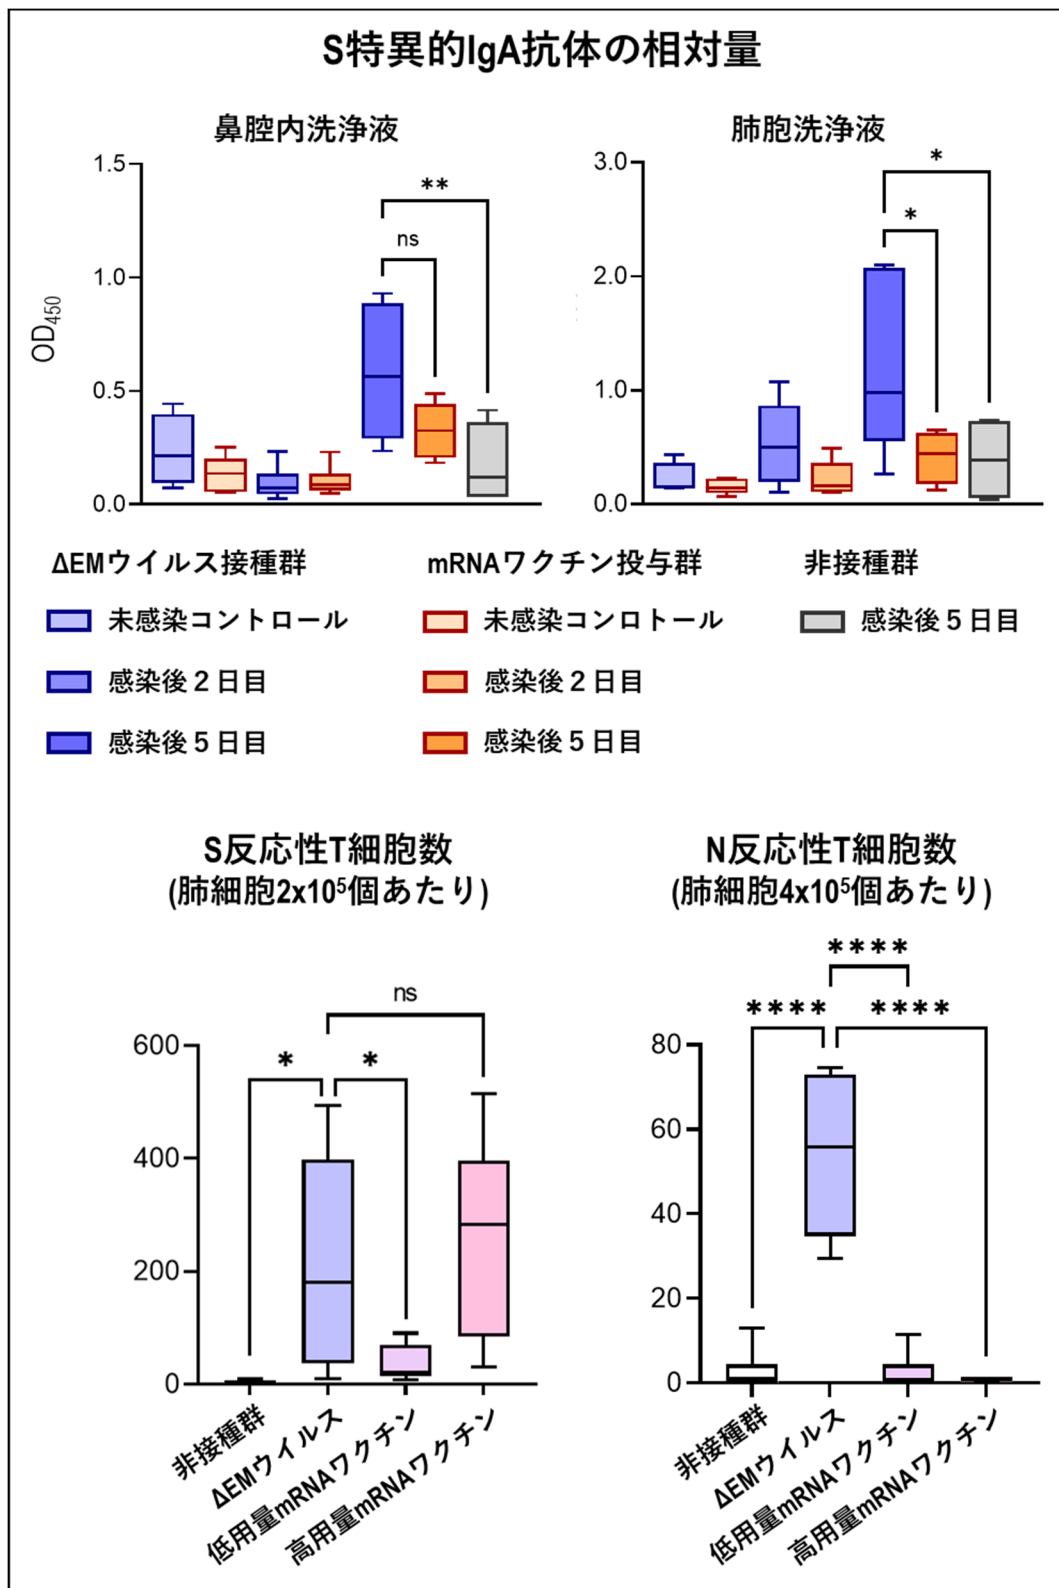 S特異的IgA抗体の相対量
鼻腔内洗浄液
肺胞洗浄液
OD450
1.5
1.0
0.5
0.0
**
ns
3.0
2.0
1.0
0.0
*
*
ΔEMウイルス接種群
mRNAワクチン投与群
非接種群
未感染コントロール
未感染コンロトール
感染後５日目
感染後２日目
感染後２日目
感染後５日目
感染後５日目
S反応性T細胞数
(肺細胞2x10⁵個あたり)
N反応性T細胞数
(肺細胞4x10⁵個あたり)
600
400
200
0
ns
*
*
非接種群
ΔEMウイルス
低用量mRNAワクチン
高用量mRNAワクチン
80
60
40
20
0
****
****
****
非接種群
ΔEMウイルス
低用量mRNAワクチン
高用量mRNAワクチン